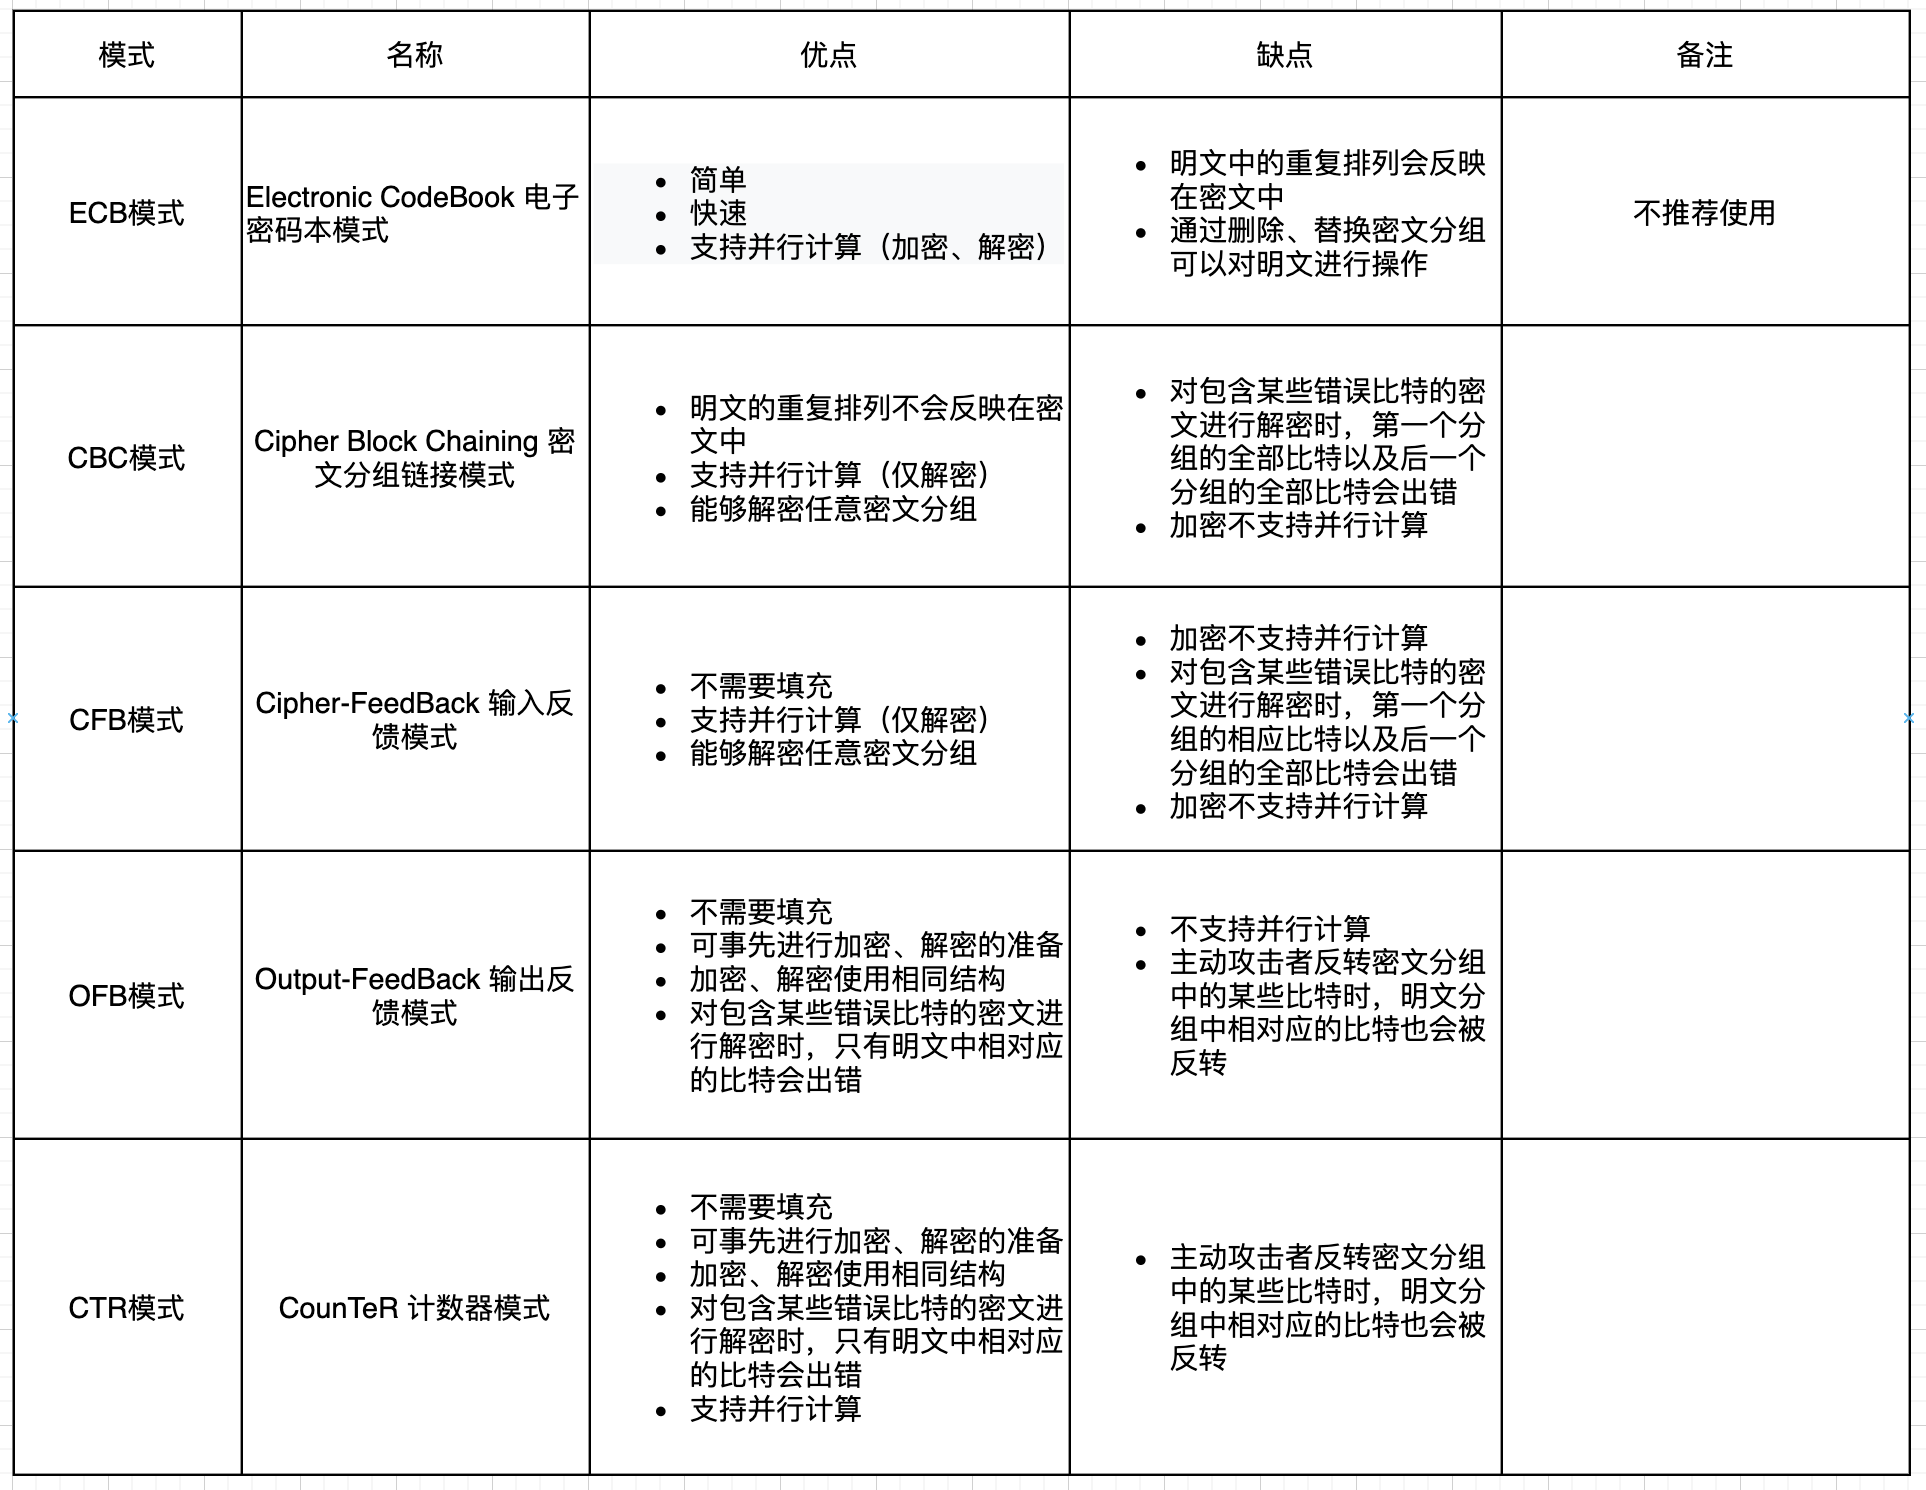 模式
名称
优点
缺点
备注
ECB模式
Electronic CodeBook 电子
密码本模式
简单
快速
支持并行计算（加密、解密）
明文中的重复排列会反映
在密文中
通过删除、替换密文分组
可以对明文进行操作
不推荐使用
CBC模式
Cipher Block Chaining 密
文分组链接模式
明文的重复排列不会反映在密
文中
支持并行计算（仅解密）
能够解密任意密文分组
对包含某些错误比特的密
文进行解密时，第一个分
组的全部比特以及后一个
分组的全部比特会出错
加密不支持并行计算
CFB模式
Cipher-FeedBack 输入反
馈模式
不需要填充
支持并行计算（仅解密）
能够解密任意密文分组
加密不支持并行计算
对包含某些错误比特的密
文进行解密时，第一个分
组的相应比特以及后一个
分组的全部比特会出错
加密不支持并行计算
OFB模式
Output-FeedBack 输出反
馈模式
不需要填充
可事先进行加密、解密的准备
加密、解密使用相同结构
对包含某些错误比特的密文进
行解密时，只有明文中相对应
的比特会出错
不支持并行计算
主动攻击者反转密文分组
中的某些比特时，明文分
组中相对应的比特也会被
反转
CTR模式
CounTeR 计数器模式
不需要填充
可事先进行加密、解密的准备
加密、解密使用相同结构
对包含某些错误比特的密文进
行解密时，只有明文中相对应
的比特会出错
支持并行计算
主动攻击者反转密文分组
中的某些比特时，明文分
组中相对应的比特也会被
反转